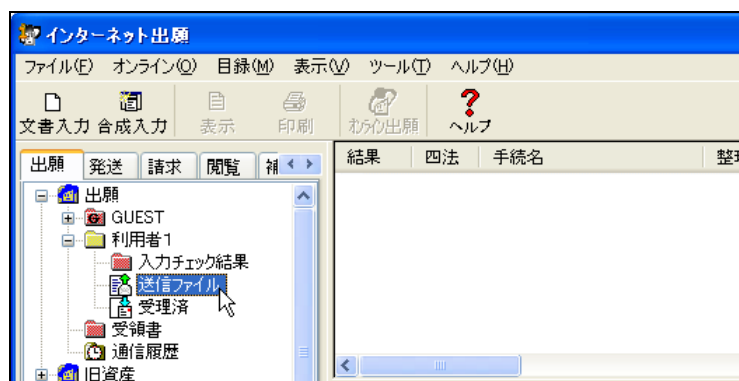 インターネット出願
ファイル(F) オンライン(O) 目録(M) 表示(V) ツール(T) ヘルプ(H)
文書入力 合成入力 表示 印刷 オンライン出願 ヘルプ
出願 発送 請求 閲覧 補
結果 四法 手続名 整理
出願
GUEST
利用者1
入力チェック結果
送信ファイル
受理済
受領書
通信履歴
旧資産